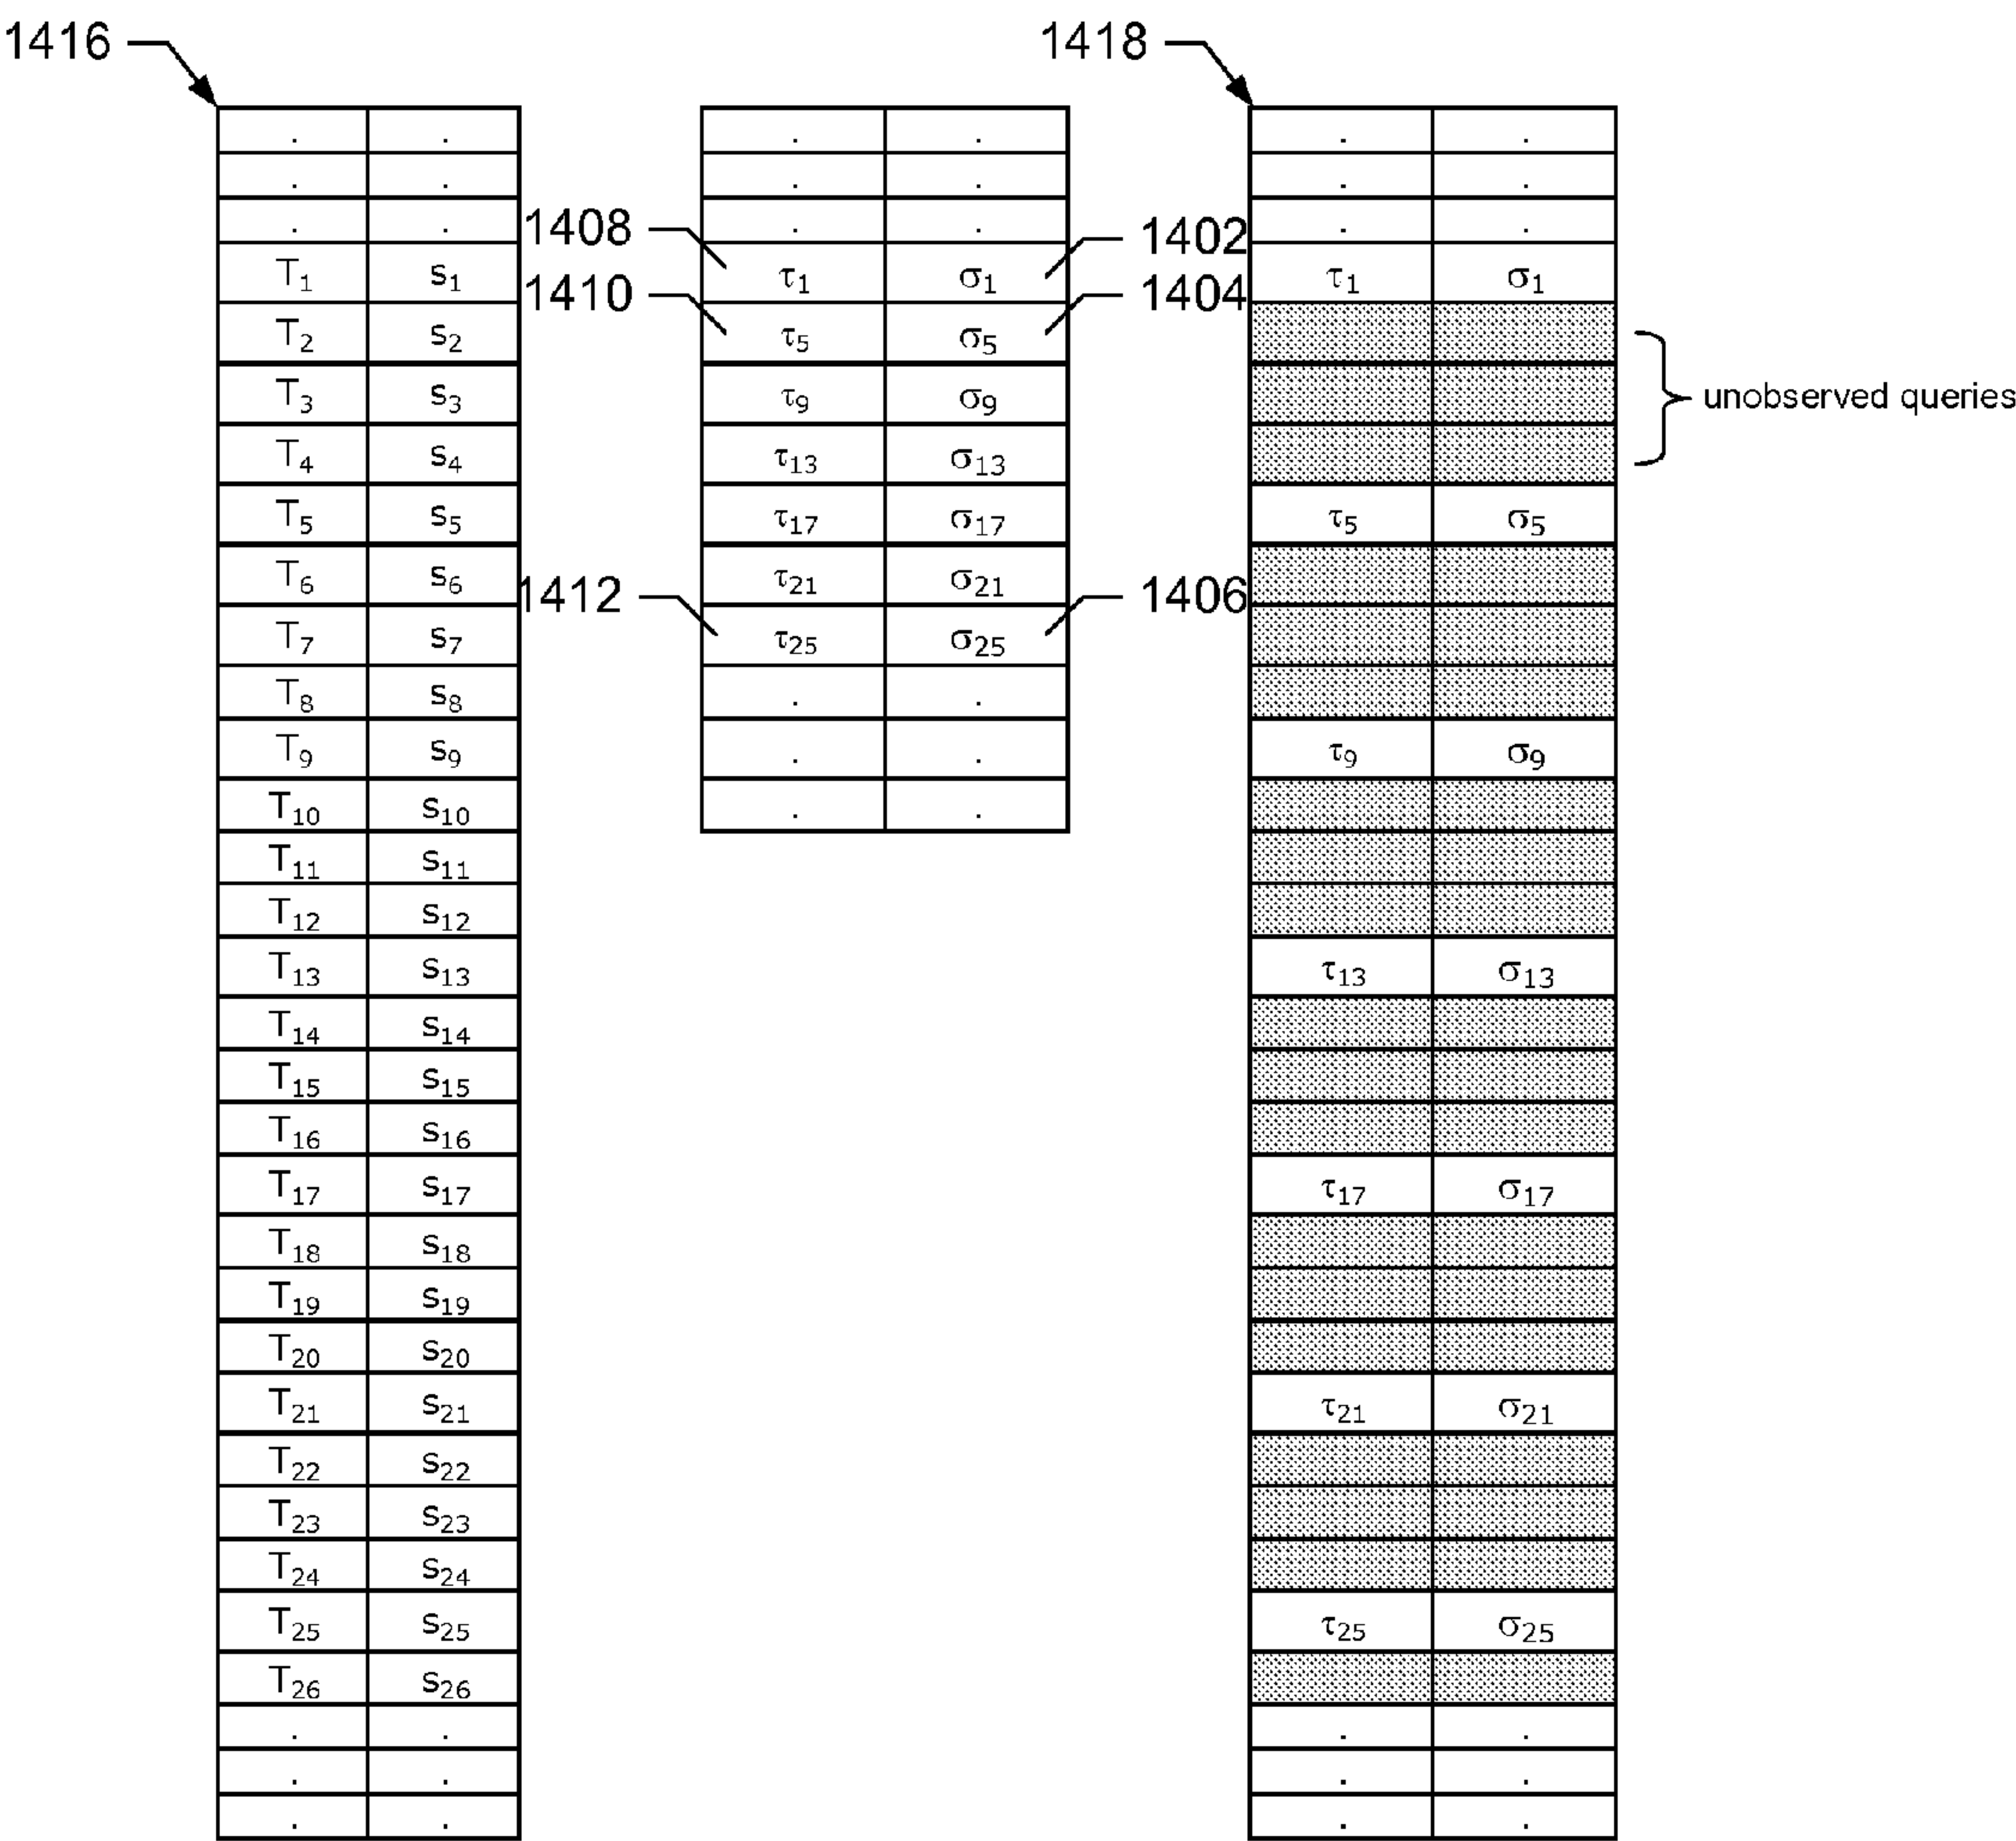 1416
1418
. . . . . .
. . . . . .
. . . . . .
1408
1402
T₁ s₁ τ₁ σ₁ τ₁ σ₁
1410
1404
T₂ s₂ τ₅ σ₅
unobserved queries
T₃ s₃ τ₉ σ₉
T₄ s₄ τ₁₃ σ₁₃
T₅ s₅ τ₁₇ σ₁₇ τ₅ σ₅
T₆ s₆ τ₂₁ σ₂₁
1412
1406
T₇ s₇ τ₂₅ σ₂₅
T₈ s₈ . .
T₉ s₉ . . τ₉ σ₉
T₁₀ s₁₀ . .
T₁₁ s₁₁
T₁₂ s₁₂
T₁₃ s₁₃ τ₁₃ σ₁₃
T₁₄ s₁₄
T₁₅ s₁₅
T₁₆ s₁₆
T₁₇ s₁₇ τ₁₇ σ₁₇
T₁₈ s₁₈
T₁₉ s₁₉
T₂₀ s₂₀
T₂₁ s₂₁ τ₂₁ σ₂₁
T₂₂ s₂₂
T₂₃ s₂₃
T₂₄ s₂₄
T₂₅ s₂₅ τ₂₅ σ₂₅
T₂₆ s₂₆
. . . .
. . . .
. . . .